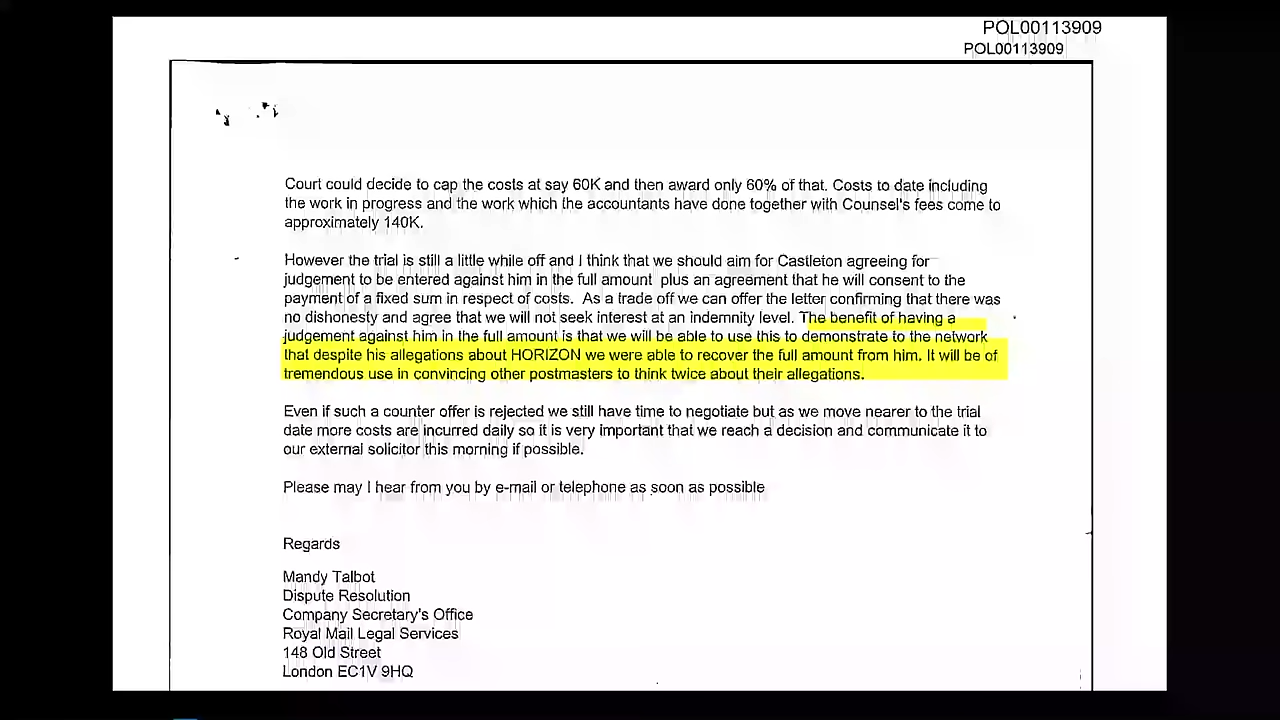 POL00113909
POL00113909
Court could decide to cap the costs at say 60K and then award only 60% of that. Costs to date including
the work in progress and the work which the accountants have done together with Counsel's fees come to
approximately 140K.
However the trial is still a little while off and I think that we should aim for Castleton agreeing for
judgement to be entered against him in the full amount plus an agreement that he will consent to the
payment of a fixed sum in respect of costs. As a trade off we can offer the letter confirming that there was
no dishonesty and agree that we will not seek interest at an indemnity level. The benefit of having a
judgement against him in the full amount is that we will be able to use this to demonstrate to the network
that despite his allegations about HORIZON we were able to recover the full amount from him. It will be of
tremendous use in convincing other postmasters to think twice about their allegations.
Even if such a counter offer is rejected we still have time to negotiate but as we move nearer to the trial
date more costs are incurred daily so it is very important that we reach a decision and communicate it to
our external solicitor this morning if possible.
Please may I hear from you by e-mail or telephone as soon as possible
Regards
Mandy Talbot
Dispute Resolution
Company Secretary's Office
Royal Mail Legal Services
148 Old Street
London EC1V 9HQ